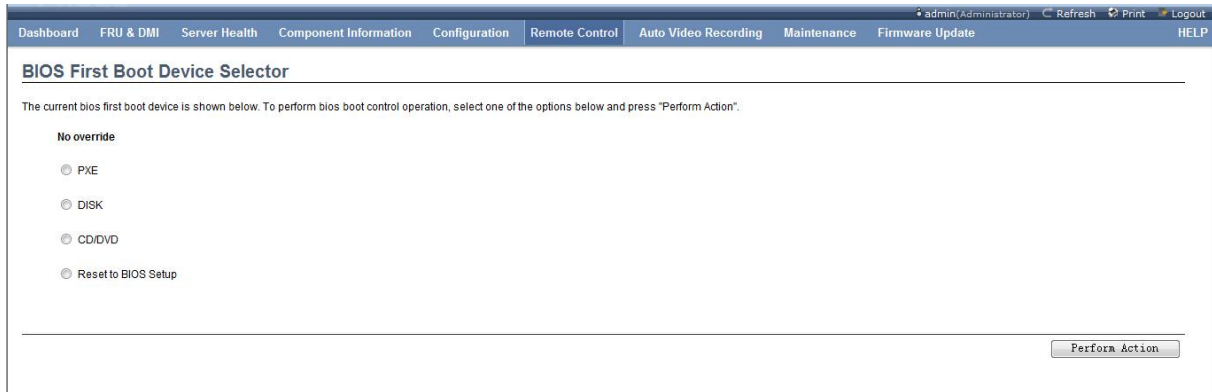 admin(Administrator) Refresh Print Logout
Dashboard FRU & DMI Server Health Component Information Configuration Remote Control Auto Video Recording Maintenance Firmware Update HELP
BIOS First Boot Device Selector
The current bios first boot device is shown below. To perform bios boot control operation, select one of the options below and press "Perform Action".
No override
PXE
DISK
CD/DVD
Reset to BIOS Setup
Perform Action